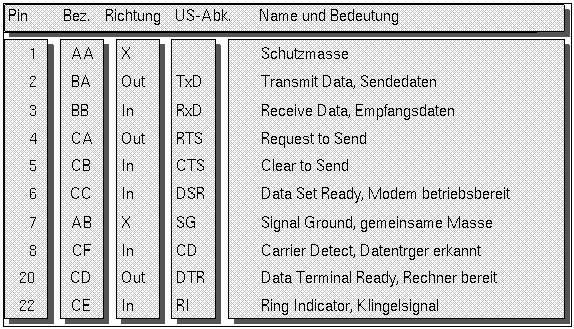 Pin Bez. Richtung US-Abk. Name und Bedeutung
1 AA X Schutzmasse
2 BA Out TxD Transmit Data, Sendedaten
3 BB In RxD Receive Data, Empfangsdaten
4 CA Out RTS Request to Send
5 CB In CTS Clear to Send
6 CC In DSR Data Set Ready, Modem betriebsbereit
7 AB X SG Signal Ground, gemeinsame Masse
8 CF In CD Carrier Detect, Datentrger erkannt
20 CD Out DTR Data Terminal Ready, Rechner bereit
22 CE In RI Ring Indicator, Klingelsignal